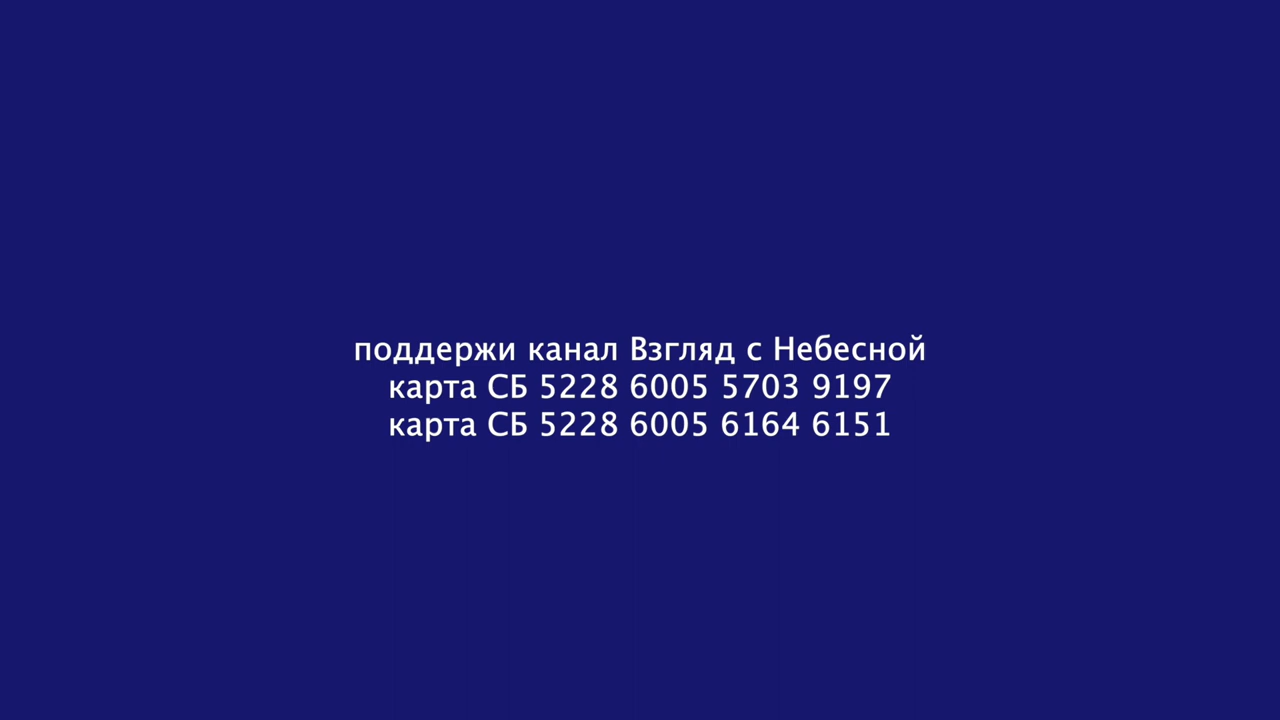 поддержи канал Взгляд с Небесной
карта СБ 5228 6005 5703 9197
карта СБ 5228 6005 6164 6151